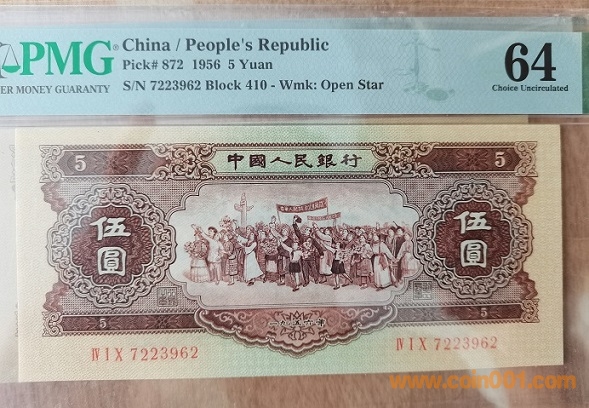 PMG® China / People's Republic
Pick# 872 1956 5 Yuan
S/N 7223962 Block 410 - Wmk: Open Star
ER MONEY GUARANTY
64
Choice Uncirculated
5 中國人民銀行 5
伍圓 伍圓
5 5
ⅣⅠⅩ 7223962 ⅣⅠⅩ 7223962
www.coin001.com